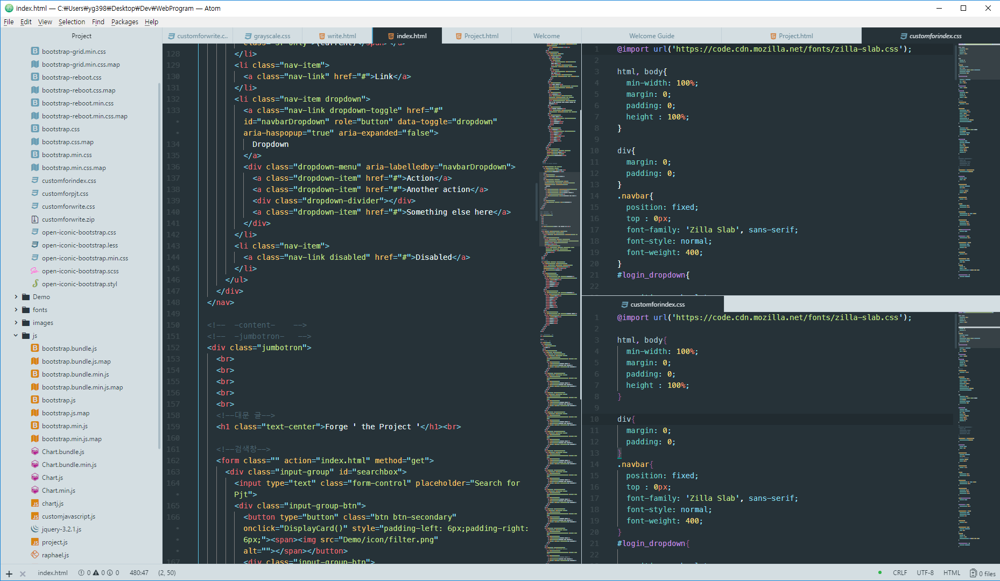 index.html — C:₩Users₩yg398₩Desktop₩Dev₩WebProgram — Atom
File Edit View Selection Find Packages Help
Project
bootstrap-grid.min.css
bootstrap-grid.min.css.map
bootstrap-reboot.css
bootstrap-reboot.css.map
bootstrap-reboot.min.css
bootstrap-reboot.min.css.map
bootstrap.css
bootstrap.css.map
bootstrap.min.css
bootstrap.min.css.map
customforindex.css
customforpjt.css
customforwrite.css
customforwrite.zip
open-iconic-bootstrap.css
open-iconic-bootstrap.less
open-iconic-bootstrap.min.css
open-iconic-bootstrap.scss
open-iconic-bootstrap.styl
Demo
fonts
images
js
bootstrap.bundle.js
bootstrap.bundle.js.map
bootstrap.bundle.min.js
bootstrap.bundle.min.js.map
bootstrap.js
bootstrap.js.map
bootstrap.min.js
bootstrap.min.js.map
Chart.bundle.js
Chart.bundle.min.js
Chart.js
Chart.min.js
chartj.js
customjavascript.js
jquery-3.2.1.js
project.js
raphael.js
customforwrite.c.. grayscale.css write.html index.html Project.html Welcome Welcome Guide Project.html customforindex.css
class="sr-only">(current)</span></a>
128 </li>
129 <li class="nav-item">
130 <a class="nav-link" href="#">Link</a>
131 </li>
132 <li class="nav-item dropdown">
133 <a class="nav-link dropdown-toggle" href="#"
• id="navbarDropdown" role="button" data-toggle="dropdown"
• aria-haspopup="true" aria-expanded="false">
134 Dropdown
135 </a>
136 <div class="dropdown-menu" aria-labelledby="navbarDropdown">
137 <a class="dropdown-item" href="#">Action</a>
138 <a class="dropdown-item" href="#">Another action</a>
139 <div class="dropdown-divider"></div>
140 <a class="dropdown-item" href="#">Something else here</a>
141 </div>
142 </li>
143 <li class="nav-item">
144 <a class="nav-link disabled" href="#">Disabled</a>
145 </li>
146 </ul>
147 </div>
148 </nav>
149
150 <!-- -content- -->
151 <!-- -jumbotron- -->
152 <div class="jumbotron">
153 <br>
154 <br>
155 <br>
156 <br>
157 <br>
158 <!--대문 글-->
159 <h1 class="text-center">Forge ' the Project '</h1><br>
160
161 <!--검색창-->
162 <form class="" action="index.html" method="get">
163 <div class="input-group" id="searchbox">
164 <input type="text" class="form-control" placeholder="Search for
• Pjt">
165 <div class="input-group-btn">
166 <button type="button" class="btn btn-secondary"
• onclick="DisplayCard()" style="padding-left: 6px;padding-right:
• 6px;"><span><img src="Demo/icon/filter.png"
• alt=""></span></button>
167 <div class="input-group-btn">
1 @import url('https://code.cdn.mozilla.net/fonts/zilla-slab.css');
2
3 html, body{
4 min-width: 100%;
5 margin: 0;
6 padding: 0;
7 height : 100%;
8 }
9
10 div{
11 margin: 0;
12 padding: 0;
13 }
14 .navbar{
15 position: fixed;
16 top : 0px;
17 font-family: 'Zilla Slab', sans-serif;
18 font-style: normal;
19 font-weight: 400;
20 }
21 #login_dropdown{
22
customforindex.css
1 @import url('https://code.cdn.mozilla.net/fonts/zilla-slab.css');
2
3 html, body{
4 min-width: 100%;
5 margin: 0;
6 padding: 0;
7 height : 100%;
8 }
9
10 div{
11 margin: 0;
12 padding: 0;
13 }
14 .navbar{
15 position: fixed;
16 top : 0px;
17 font-family: 'Zilla Slab', sans-serif;
18 font-style: normal;
19 font-weight: 400;
20 }
21 #login_dropdown{
22
index.html 0 0 0 480:47 (2, 50) CRLF UTF-8 HTML 0 files